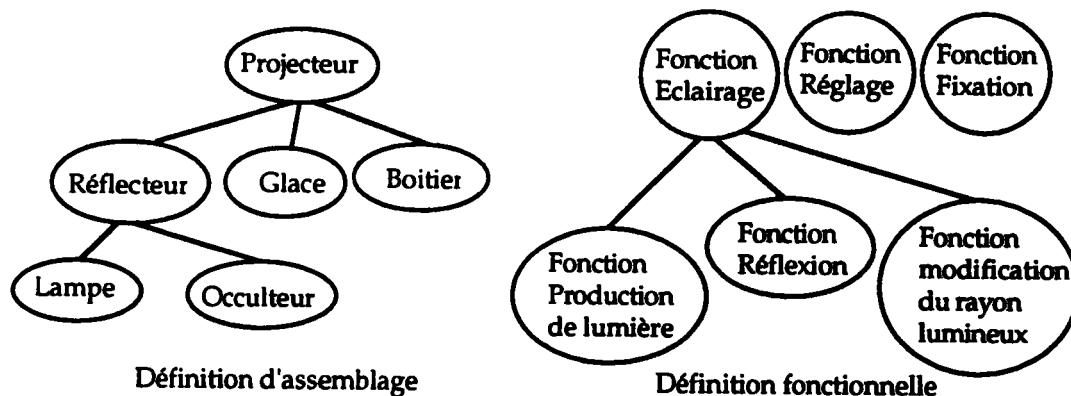 Projecteur
Réflecteur
Glace
Boitier
Lampe
Occulteur
Définition d'assemblage
Fonction
Eclairage
Fonction
Réglage
Fonction
Fixation
Fonction
Production
de lumière
Fonction
Réflexion
Fonction
modification
du rayon
lumineux
Définition fonctionnelle